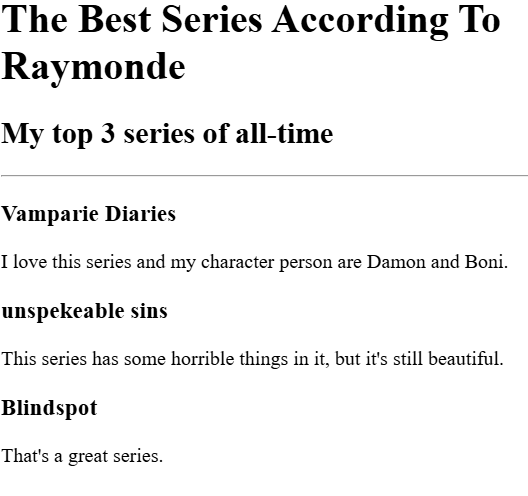 The Best Series According To
Raymonde
My top 3 series of all-time
Vamparie Diaries
I love this series and my character person are Damon and Boni.
unspekeable sins
This series has some horrible things in it, but it's still beautiful.
Blindspot
That's a great series.